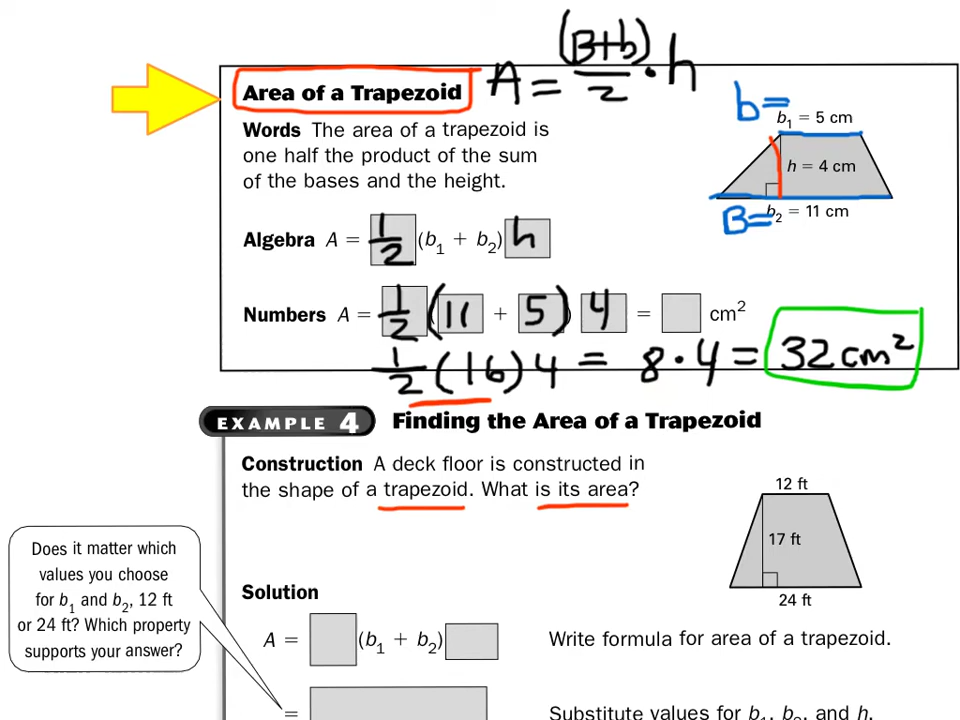 A = (B+b)/2 · h
Area of a Trapezoid
Words The area of a trapezoid is
one half the product of the sum
of the bases and the height.
b=
b₁ = 5 cm
h = 4 cm
B=
b₂ = 11 cm
Algebra A = 1/2 (b₁ + b₂) h
Numbers A = 1/2 (11 + 5) 4 = cm²
1/2 (16) 4 = 8 · 4 = 32 cm²
EXAMPLE 4 Finding the Area of a Trapezoid
Construction A deck floor is constructed in
the shape of a trapezoid. What is its area?
12 ft
17 ft
24 ft
Does it matter which
values you choose
for b₁ and b₂, 12 ft
or 24 ft? Which property
supports your answer?
Solution
A = (b₁ + b₂) Write formula for area of a trapezoid.
= Substitute values for b₁, b₂, and h.